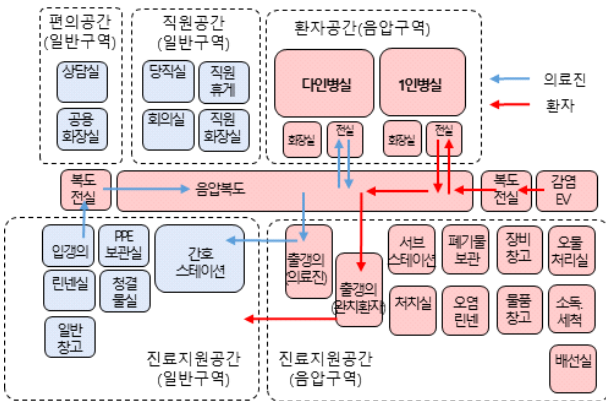 편의공간
(일반구역)
상담실
공용
화장실
직원공간
(일반구역)
당직실
직원
휴게
회의실
직원
화장실
환자공간(음압구역)
다인병실
1인병실
화장실
전실
화장실
전실
의료진
환자
복도
전실
음압복도
복도
전실
감염
EV
입갱의
PPE
보관실
간호
스테이션
린넨실
청결
물실
일반
창고
진료지원공간
(일반구역)
출갱의
(의료진)
출갱의
(완치환자)
서브
스테이션
폐기물
보관
장비
창고
오물
처리실
처치실
오염
린넨
물품
창고
소독.
세척
배선실
진료지원공간
(음압구역)